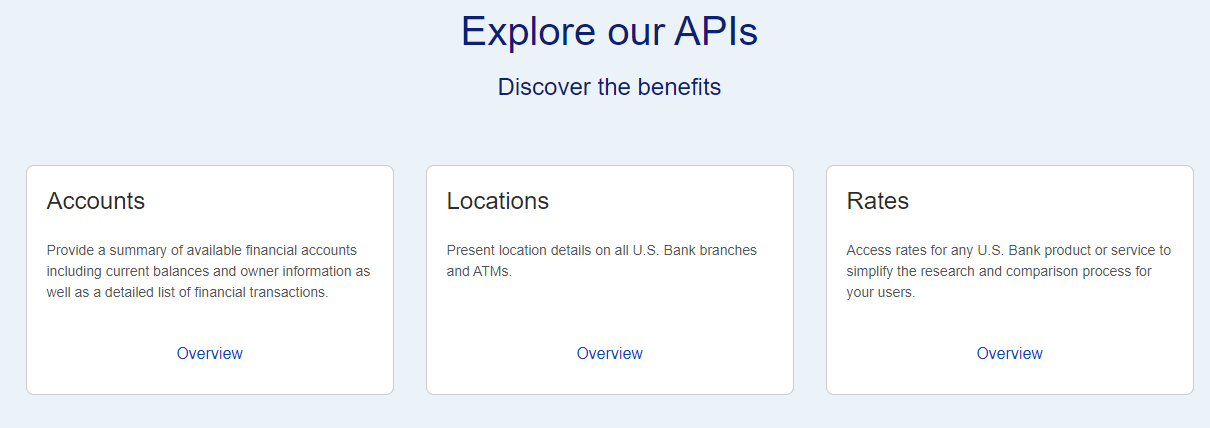 Explore our APIs
Discover the benefits
Accounts
Provide a summary of available financial accounts
including current balances and owner information as
well as a detailed list of financial transactions.
Overview
Locations
Present location details on all U.S. Bank branches
and ATMs.
Overview
Rates
Access rates for any U.S. Bank product or service to
simplify the research and comparison process for
your users.
Overview